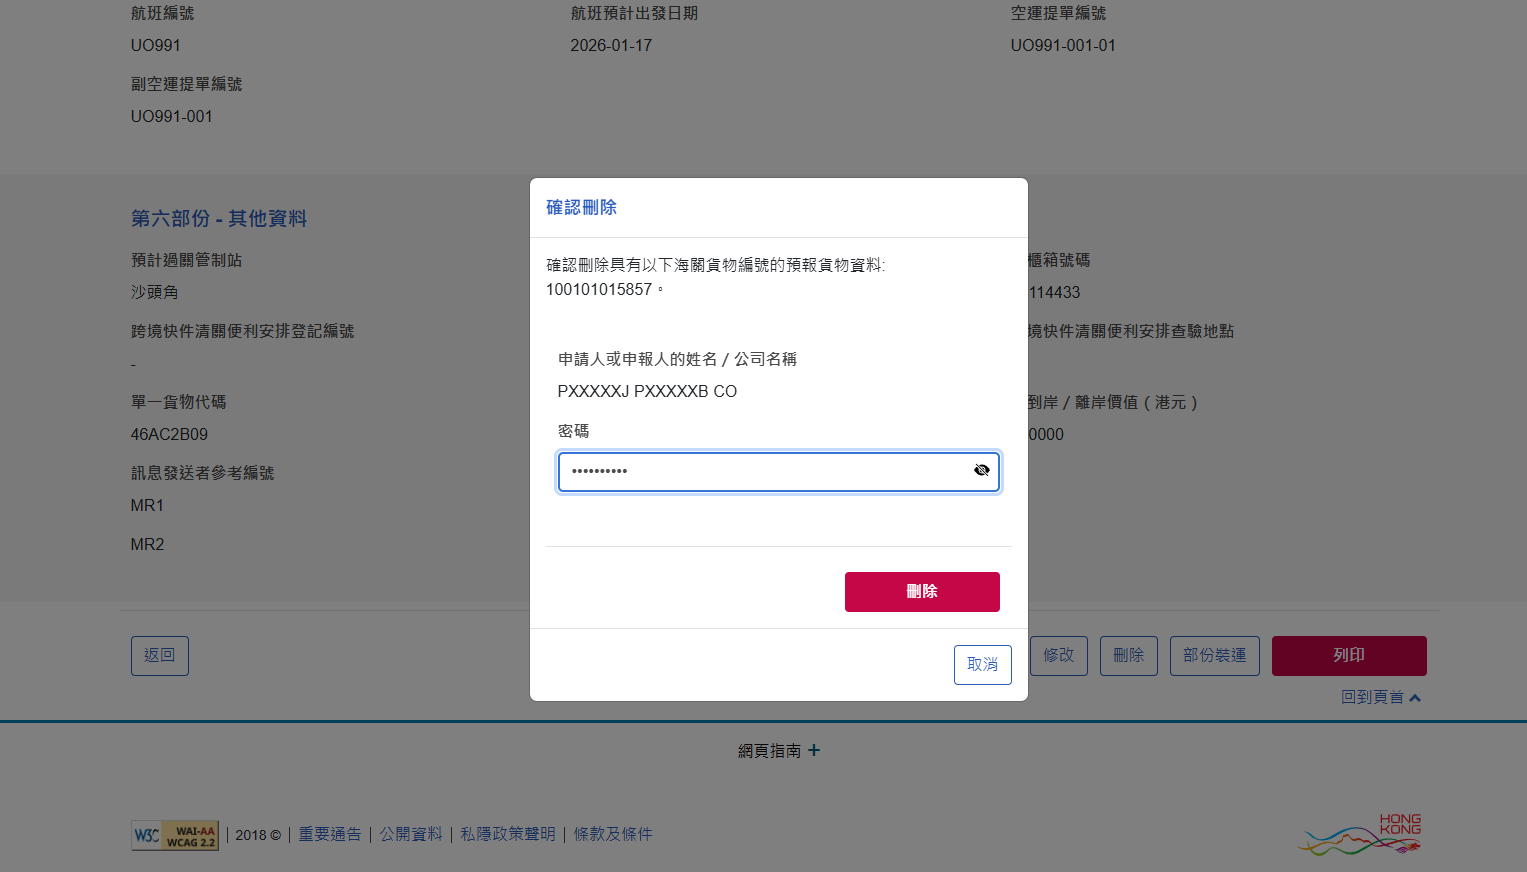 航班編號
航班預計出發日期
空運提單編號
UO991
2026-01-17
UO991-001-01
副空運提單編號
UO991-001
第六部份 - 其他資料
預計過關管制站
櫃箱號碼
沙頭角
114433
跨境快件清關便利安排登記編號
境快件清關便利安排查驗地點
-
單一貨物代碼
到岸 / 離岸價值 ( 港元 )
46AC2B09
0000
訊息發送者參考編號
MR1
MR2
確認刪除
確認刪除具有以下海關貨物編號的預報貨物資料:
100101015857。
申請人或申報人的姓名 / 公司名稱
PXXXXXJ PXXXXXB CO
密碼
••••••••••
刪除
取消
返回
修改
刪除
部份裝運
列印
回到頁首
網頁指南 +
W3C WAI-AA
WCAG 2.2
| 2018 © | 重要通告 | 公開資料 | 私隱政策聲明 | 條款及條件
HONG
KONG